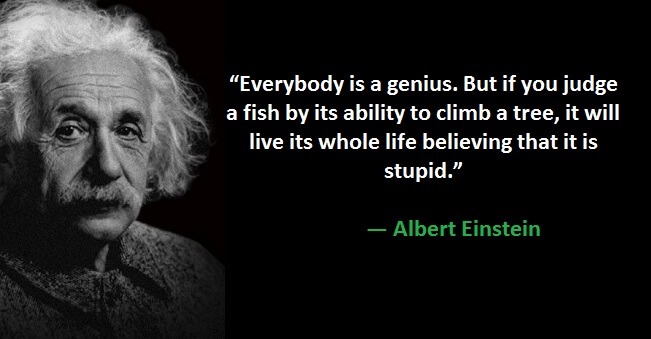 “Everybody is a genius. But if you judge
a fish by its ability to climb a tree, it will
live its whole life believing that it is
stupid.”
— Albert Einstein